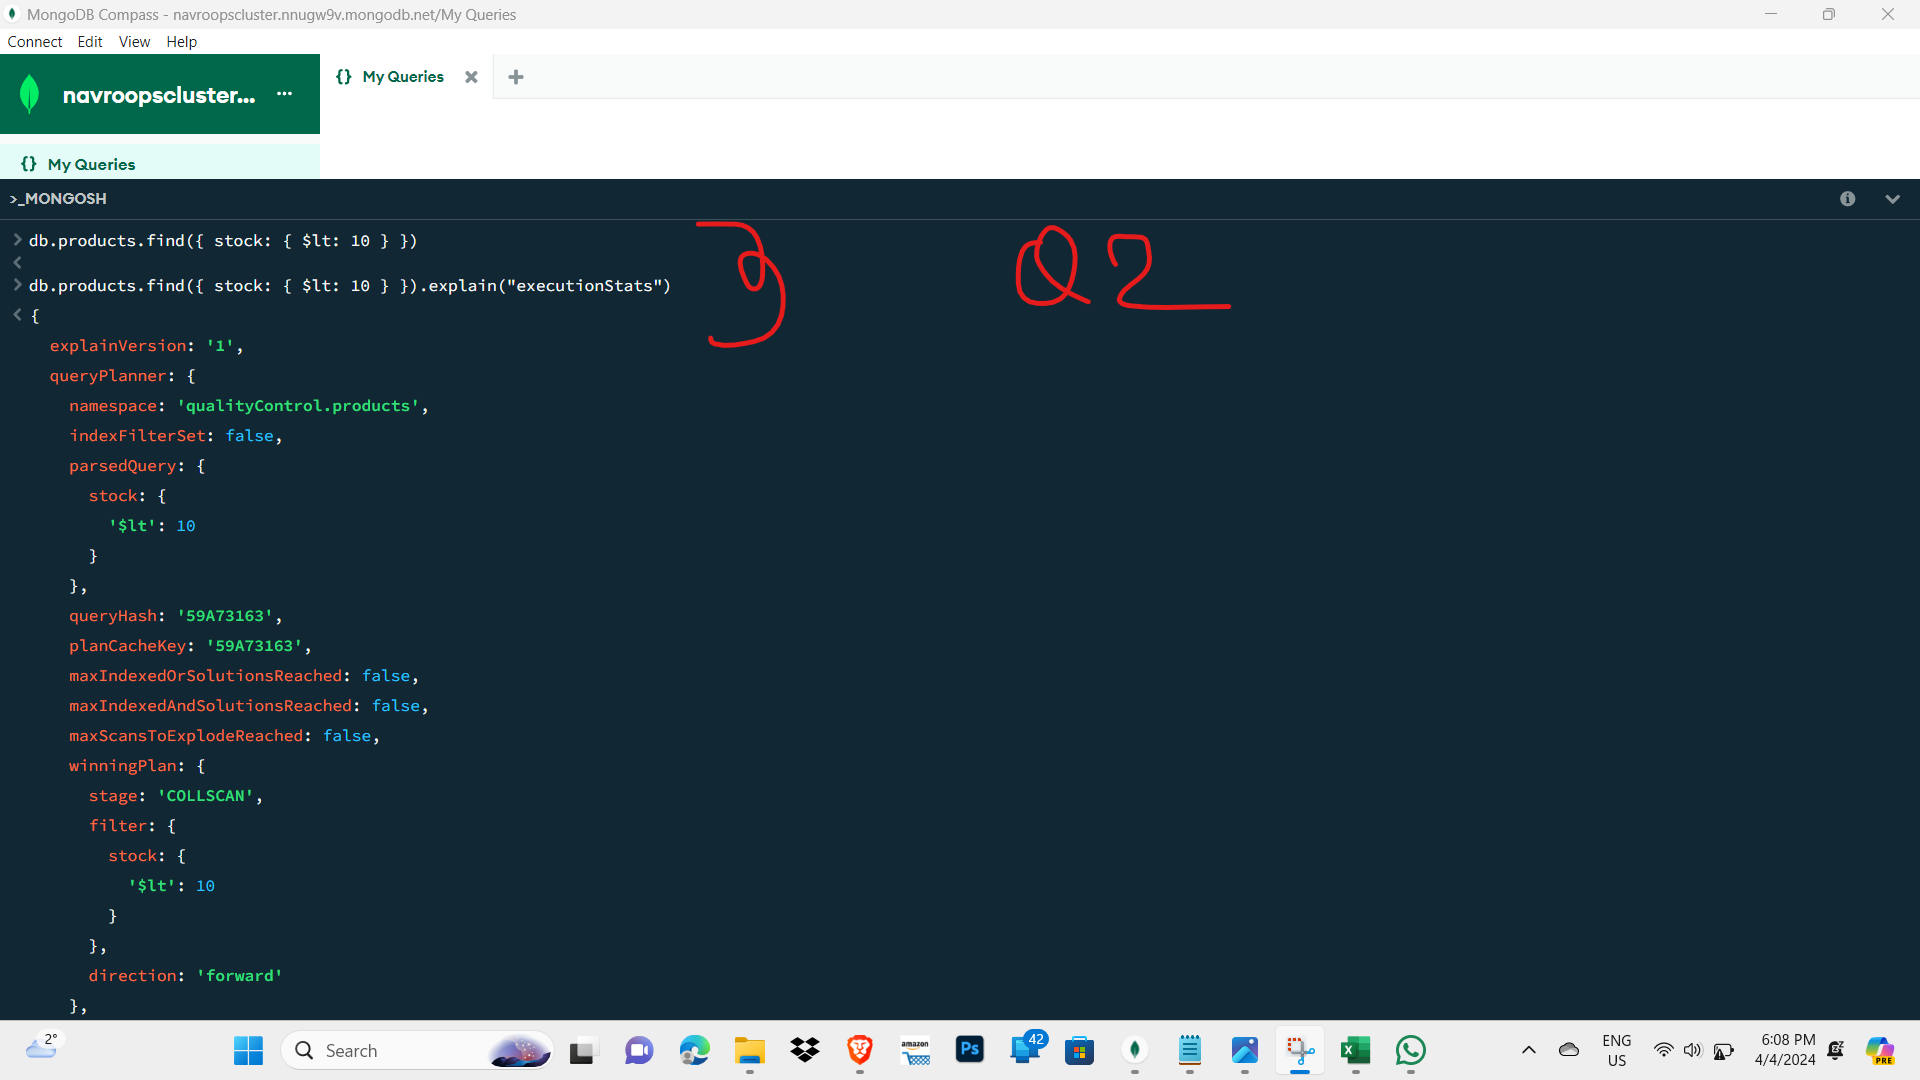 MongoDB Compass - navroopscluster.nnugw9v.mongodb.net/My Queries
Connect Edit View Help
navroopscluster... ...
{} My Queries
{} My Queries
>_MONGOSH
db.products.find({ stock: { $lt: 10 } })
Q2
db.products.find({ stock: { $lt: 10 } }).explain("executionStats")
{
explainVersion: '1',
queryPlanner: {
namespace: 'qualityControl.products',
indexFilterSet: false,
parsedQuery: {
stock: {
'$lt': 10
}
},
queryHash: '59A73163',
planCacheKey: '59A73163',
maxIndexedOrSolutionsReached: false,
maxIndexedAndSolutionsReached: false,
maxScansToExplodeReached: false,
winningPlan: {
stage: 'COLLSCAN',
filter: {
stock: {
'$lt': 10
}
},
direction: 'forward'
},
2°
Search
amazon
Ps
42
ENG
US
6:08 PM
4/4/2024
PRE